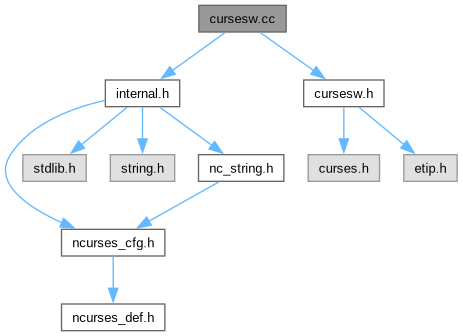 cursesw.cc
internal.h
cursesw.h
stdlib.h
string.h
nc_string.h
curses.h
etip.h
ncurses_cfg.h
ncurses_def.h